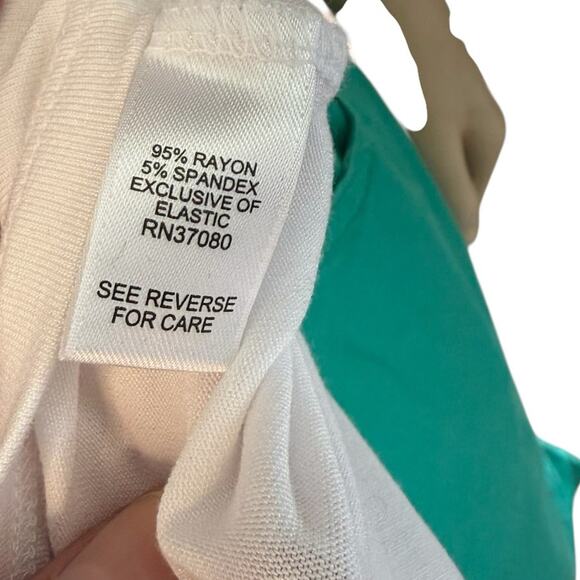 95% RAYON
5% SPANDEX
EXCLUSIVE OF
ELASTIC
RN37080
SEE REVERSE
FOR CARE